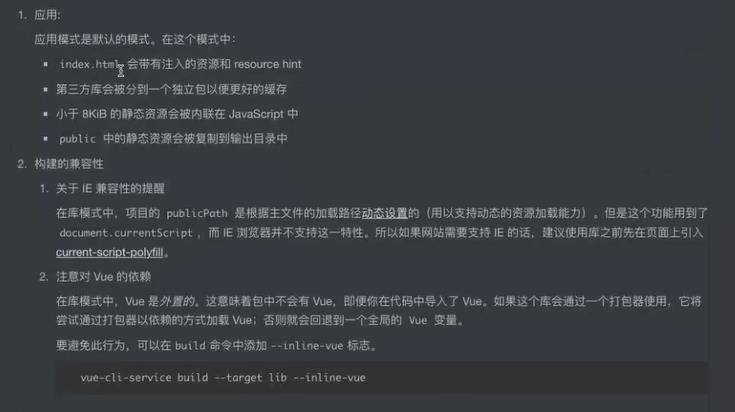 1. 应用:
应用模式是默认的模式。在这个模式中：
▪ index.html 会带有注入的资源和 resource hint
▪ 第三方库会被分到一个独立包以便更好的缓存
▪ 小于 8KiB 的静态资源会被内联在 JavaScript 中
▪ public 中的静态资源会被复制到输出目录中
2. 构建的兼容性
1. 关于 IE 兼容性的提醒
在库模式中，项目的 publicPath 是根据主文件的加载路径动态设置的（用以支持动态的资源加载能力）。但是这个功能用到了
document.currentScript ，而 IE 浏览器并不支持这一特性。所以如果网站需要支持 IE 的话，建议使用库之前先在页面上引入
current-script-polyfill。
2. 注意对 Vue 的依赖
在库模式中，Vue 是外置的。这意味着包中不会有 Vue，即便你在代码中导入了 Vue。如果这个库会通过一个打包器使用，它将
尝试通过打包器以依赖的方式加载 Vue；否则就会回退到一个全局的 Vue 变量。
要避免此行为，可以在 build 命令中添加 --inline-vue 标志。
vue-cli-service build --target lib --inline-vue